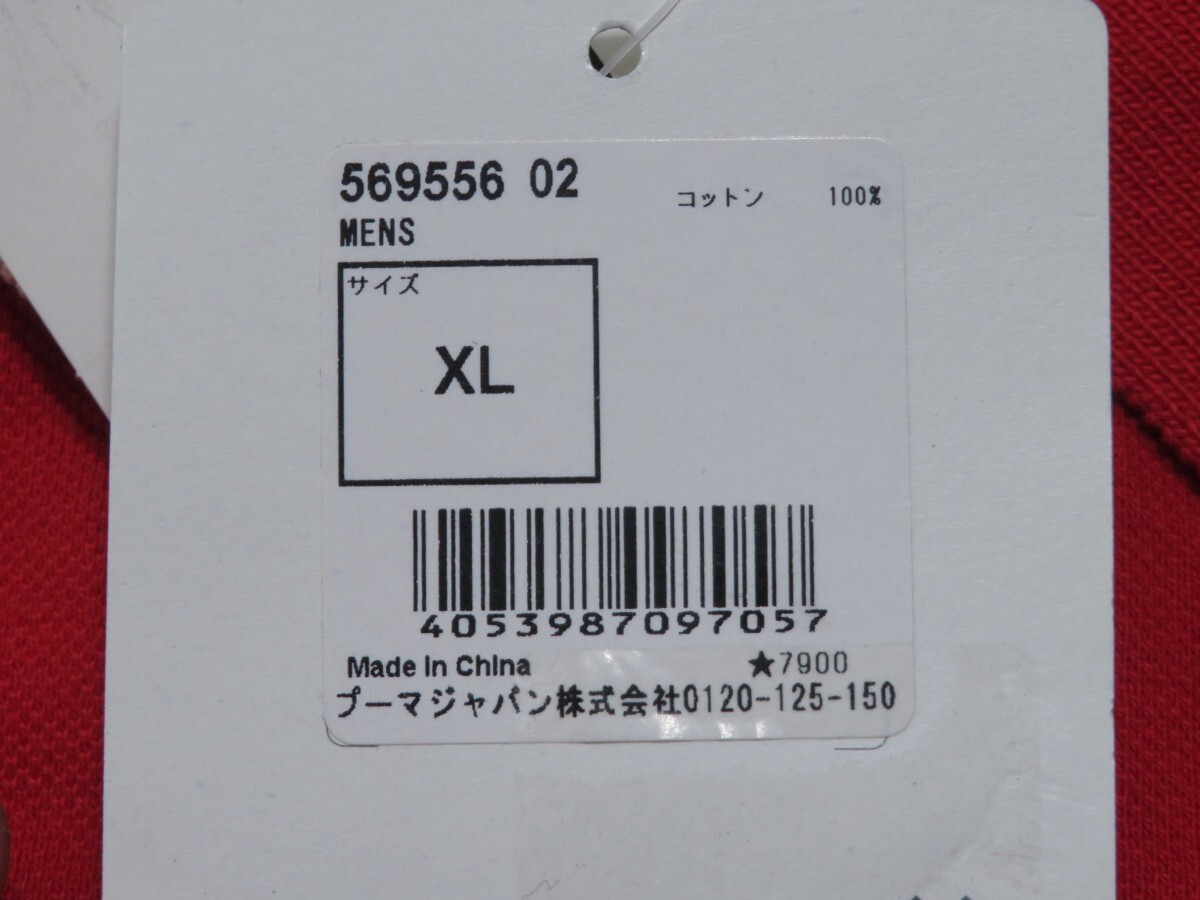 569556 02
コットン 100%
MENS
サイズ
XL
4053987097057
Made in China ★7900
プーマジャパン株式会社0120-125-150